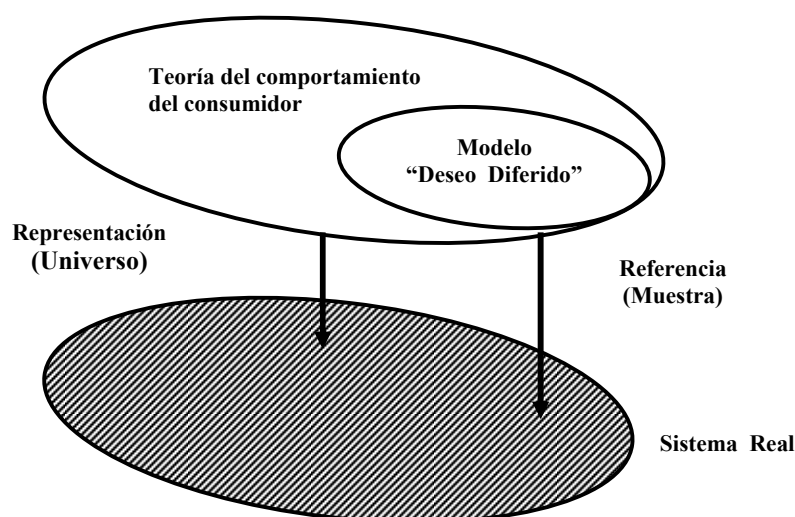 Teoría del comportamiento
del consumidor
Modelo
“Deseo Diferido”
Representación
(Universo)
Referencia
(Muestra)
Sistema Real